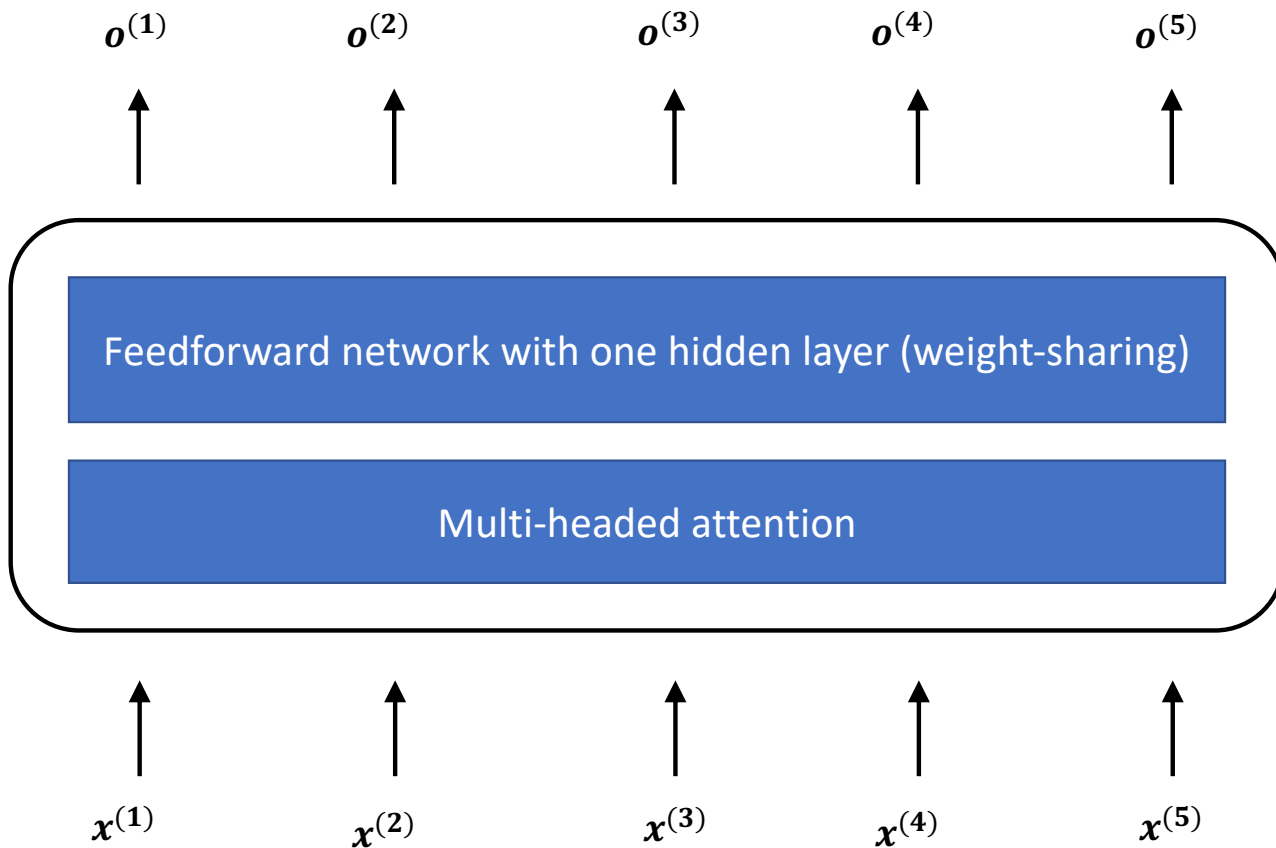 o⁽¹⁾ o⁽²⁾ o⁽³⁾ o⁽⁴⁾ o⁽⁵⁾
Feedforward network with one hidden layer (weight-sharing)
Multi-headed attention
x⁽¹⁾ x⁽²⁾ x⁽³⁾ x⁽⁴⁾ x⁽⁵⁾